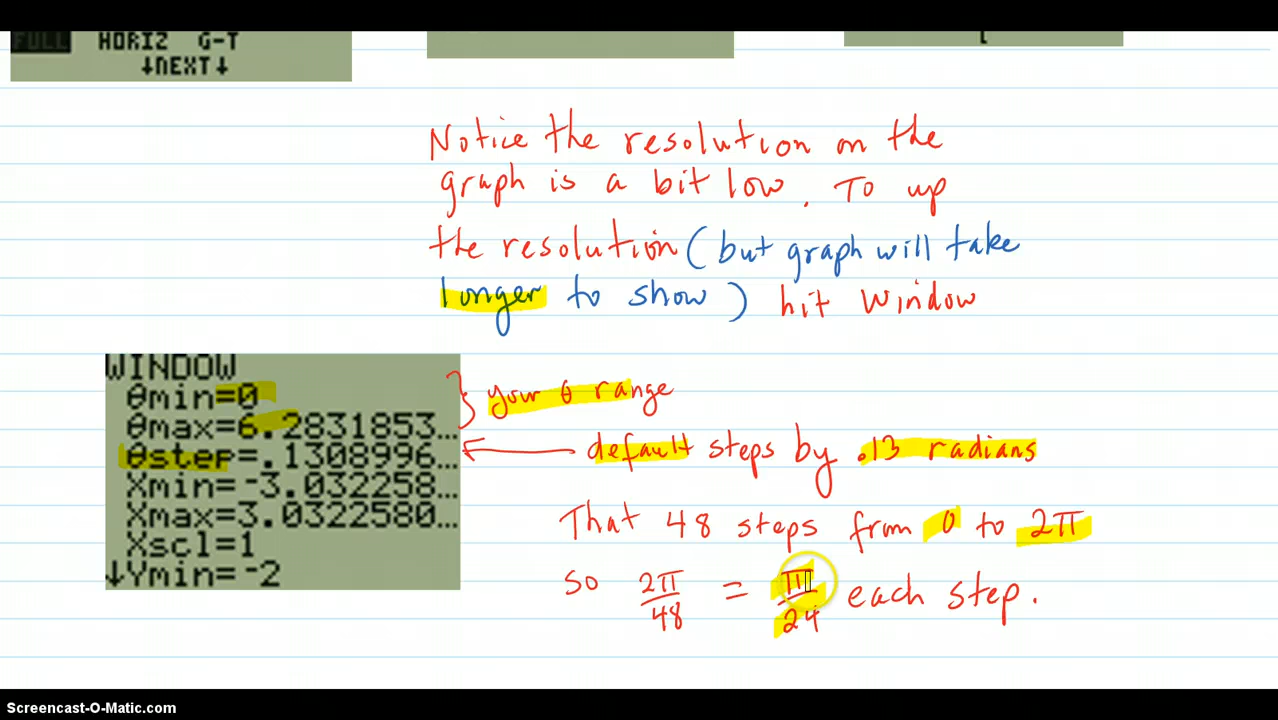 FULL HORIZ G-T
↓NEXT↓
Notice the resolution on the
graph is a bit low. To up
the resolution (but graph will take
longer to show) hit window
WINDOW
θmin=0
θmax=6.2831853...
θstep=.1308996...
Xmin=-3.032258...
Xmax=3.0322580...
Xscl=1
↓Ymin=-2
} your θ range
← default steps by .13 radians
That 48 steps from 0 to 2π
so 2π/48 = π/24 each step.
Screencast-O-Matic.com